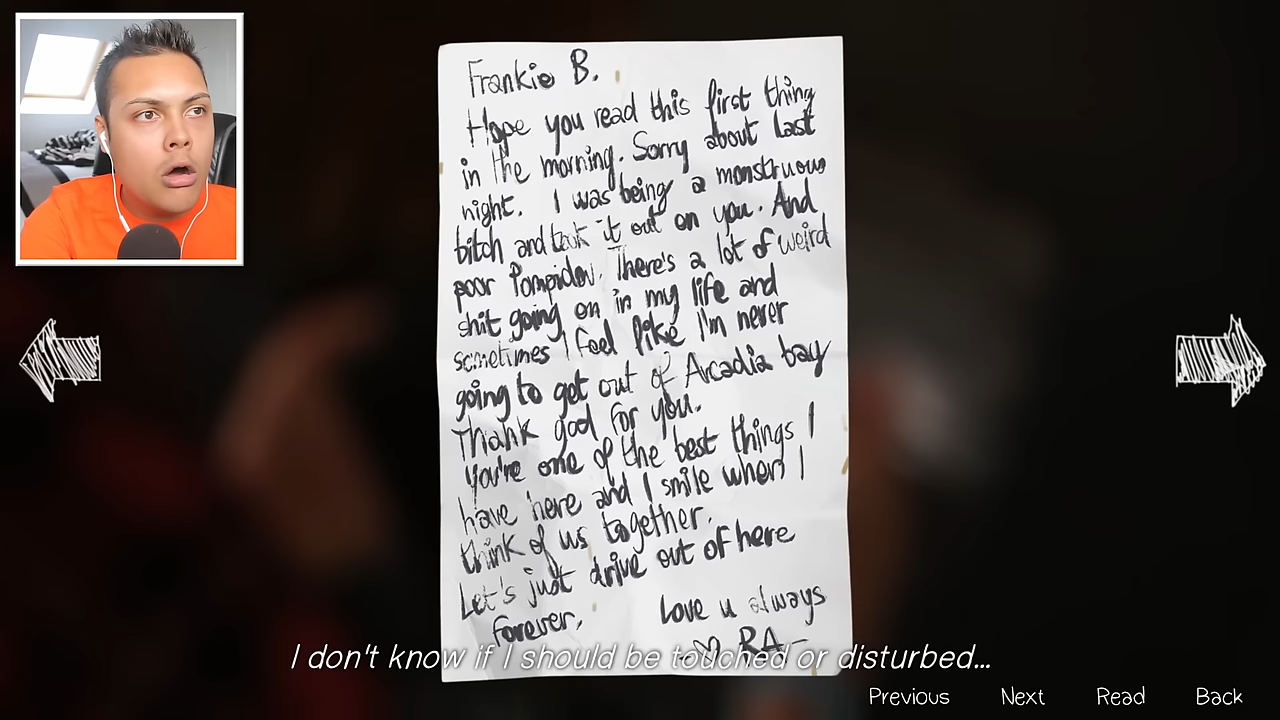 Frankie B.
Hope you read this first thing
in the morning. Sorry about last
night. I was being a monstruous
bitch and took it out on you. And
poor Pompidou. There's a lot of weird
shit going on in my life and
sometimes I feel like I'm never
going to get out of Arcadia bay
Thank god for you.
You're one of the best things I
have here and I smile when I
think of us together.
Let's just drive out of here
forever.
Love u always
-♡ RA-
I don't know if I should be touched or disturbed...
Previous Next Read Back